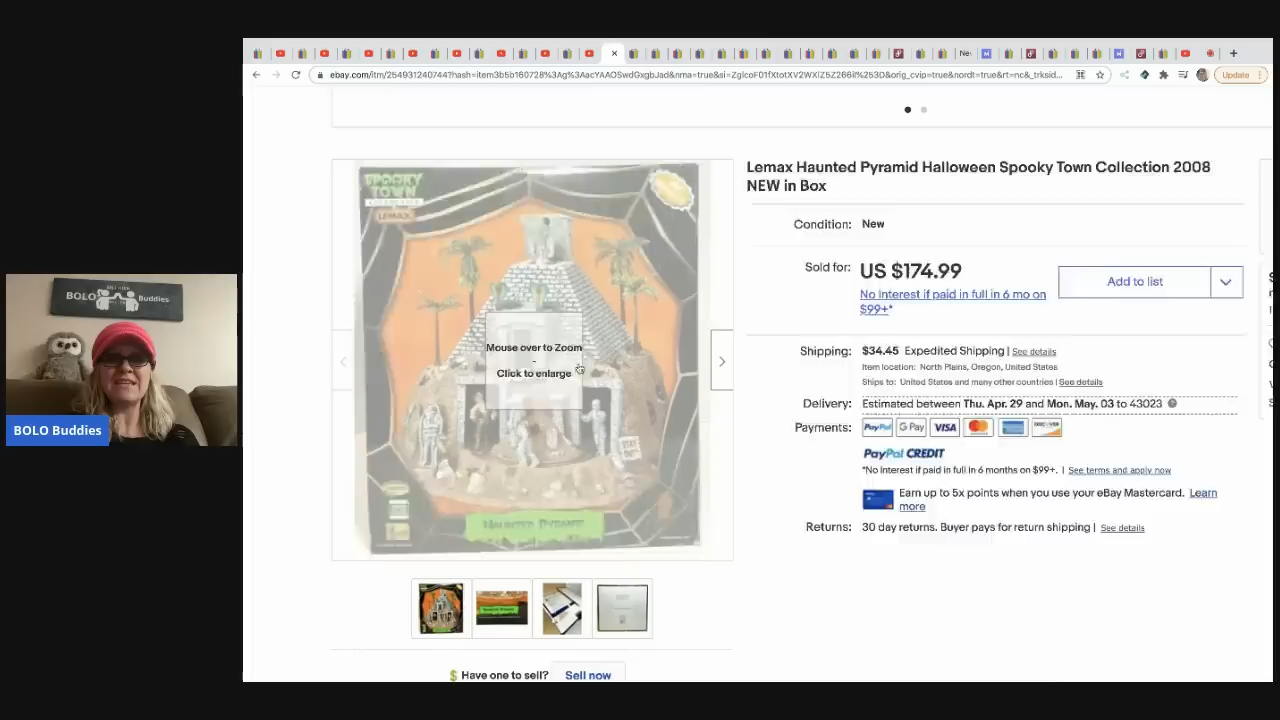 New
Update
ebay.com/itm/254931240744?hash=item3b5b160728%3Ag%3AacYAAOSwdGxgbJad&nma=true&si=ZglcoF01fXtotXV2WXlZ5Z266iI%253D&orig_cvip=true&nordt=true&rt=nc&_trksid...
Lemax Haunted Pyramid Halloween Spooky Town Collection 2008
NEW in Box
Condition: New
Sold for: US $174.99
Add to list
No Interest if paid in full in 6 mo on
$99+*
SPOOKY
TOWN
LEMAX
Mouse over to Zoom
-
Click to enlarge
HAUNTED PYRAMID
Shipping: $34.45 Expedited Shipping | See details
Item location: North Plains, Oregon, United States
Ships to: United States and many other countries | See details
Delivery: Estimated between Thu. Apr. 29 and Mon. May. 03 to 43023
Payments: PayPal G Pay VISA
PayPal CREDIT
*No Interest if paid in full in 6 months on $99+. | See terms and apply now
Earn up to 5x points when you use your eBay Mastercard. Learn
more
Returns: 30 day returns. Buyer pays for return shipping | See details
Have one to sell? Sell now
BOLO Buddies
BOLO Buddies